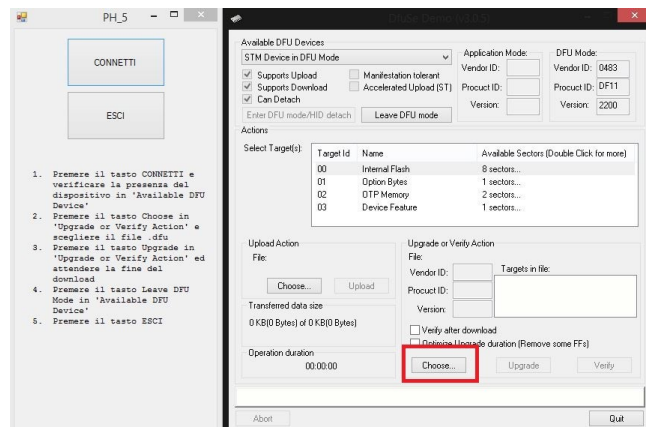 PH_5
CONNETTI
ESCI
1. Premere il tasto CONNETTI e
verificare la presenza del
dispositivo in 'Available DFU
Device'
2. Premere il tasto Choose in
'Upgrade or Verify Action' e
scegliere il file .dfu
3. Premere il tasto Upgrade in
'Upgrade or Verify Action' ed
attendere la fine del
download
4. Premere il tasto Leave DFU
Mode in 'Available DFU
Device'
5. Premere il tasto ESCI
DfuSe Demo (v3.0.5)
Available DFU Devices
STM Device in DFU Mode
Supports Upload
Manifestation tolerant
Supports Download
Accelerated Upload (ST)
Can Detach
Enter DFU mode/HID detach
Leave DFU mode
Application Mode:
Vendor ID:
Procuct ID:
Version:
DFU Mode:
Vendor ID: 0483
Procuct ID: DF11
Version: 2200
Actions
Select Target(s):
Target Id Name Available Sectors (Double Click for more)
00 Internal Flash 8 sectors...
01 Option Bytes 1 sectors...
02 OTP Memory 2 sectors...
03 Device Feature 1 sectors...
Upload Action
File:
Choose... Upload
Transferred data size
0 KB(0 Bytes) of 0 KB(0 Bytes)
Operation duration
00:00:00
Upgrade or Verify Action
File:
Vendor ID:
Targets in file:
Procuct ID:
Version:
Verify after download
Optimize Upgrade duration (Remove some FFs)
Choose... Upgrade Verify
Abort Quit